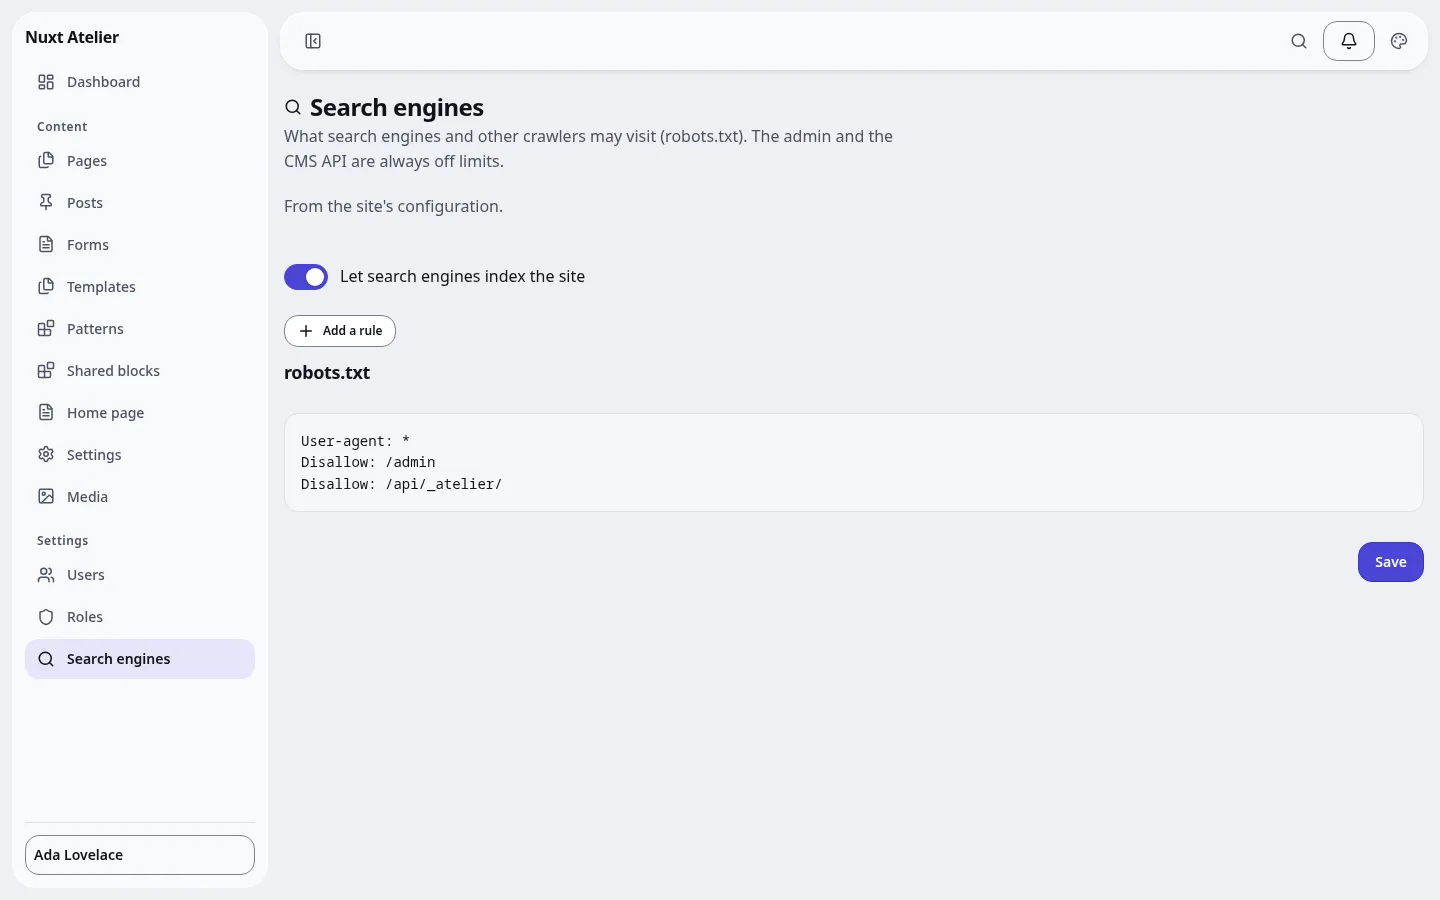 Nuxt Atelier
Dashboard
Content
Pages
Posts
Forms
Templates
Patterns
Shared blocks
Home page
Settings
Media
Settings
Users
Roles
Search engines
Ada Lovelace
Search engines
What search engines and other crawlers may visit (robots.txt). The admin and the
CMS API are always off limits.
From the site's configuration.
Let search engines index the site
Add a rule
robots.txt
User-agent: *
Disallow: /admin
Disallow: /api/_atelier/
Save